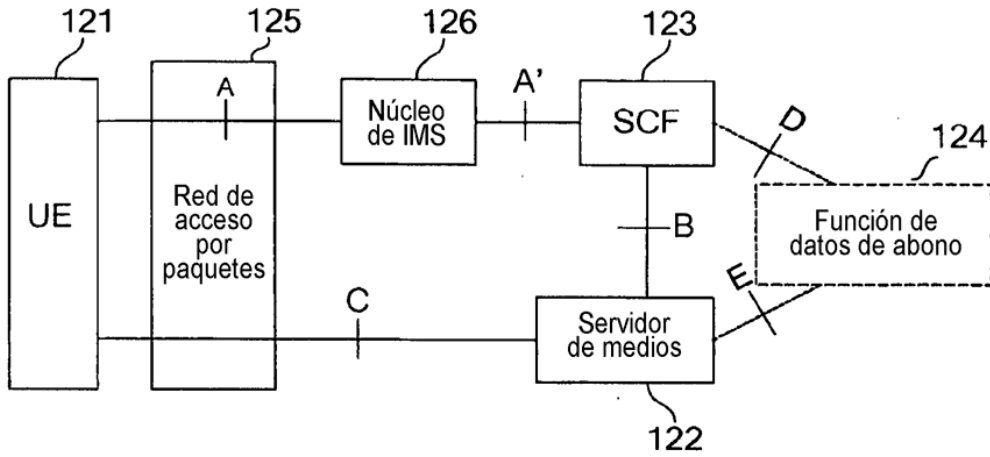 121
125
126
123
A
A'
Núcleo
de IMS
SCF
D
124
UE
Red de
acceso
por
paquetes
B
Función de
datos de abono
C
E
Servidor
de medios
122